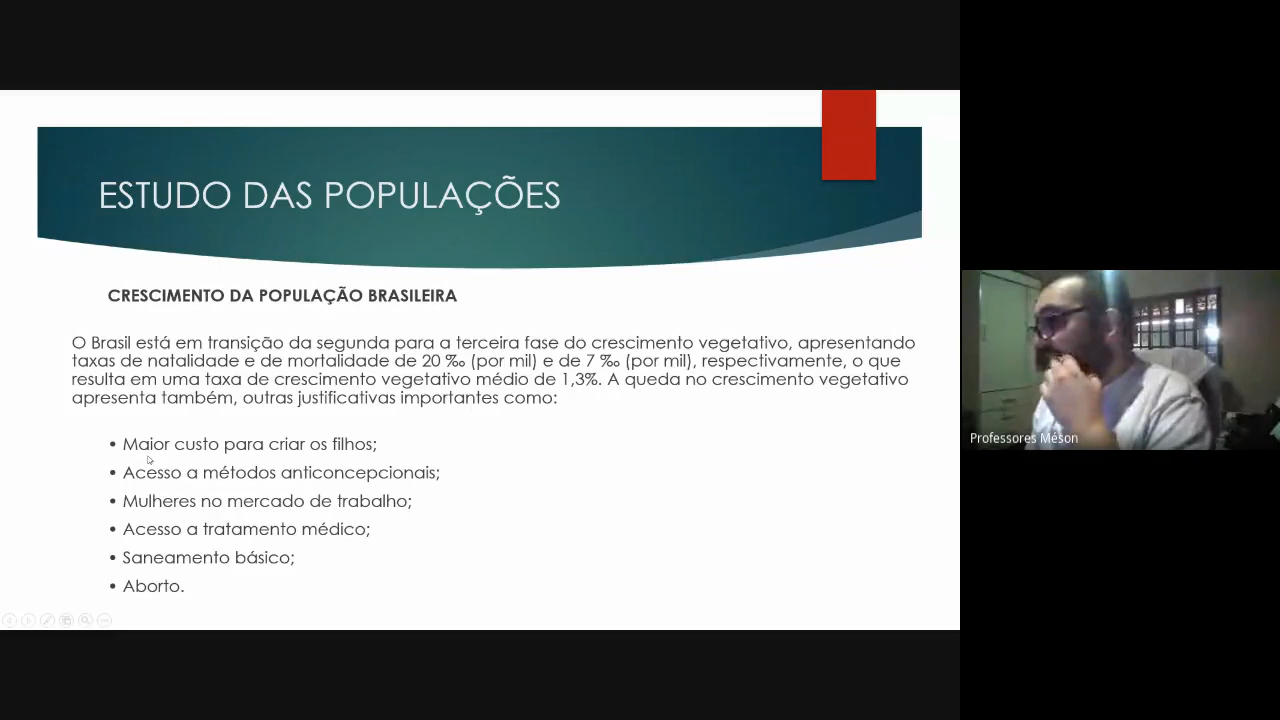 ESTUDO DAS POPULAÇÕES
CRESCIMENTO DA POPULAÇÃO BRASILEIRA
O Brasil está em transição da segunda para a terceira fase do crescimento vegetativo, apresentando
taxas de natalidade e de mortalidade de 20 ‰ (por mil) e de 7 ‰ (por mil), respectivamente, o que
resulta em uma taxa de crescimento vegetativo médio de 1,3%. A queda no crescimento vegetativo
apresenta também, outras justificativas importantes como:
• Maior custo para criar os filhos;
• Acesso a métodos anticoncepcionais;
• Mulheres no mercado de trabalho;
• Acesso a tratamento médico;
• Saneamento básico;
• Aborto.
Professores Méson